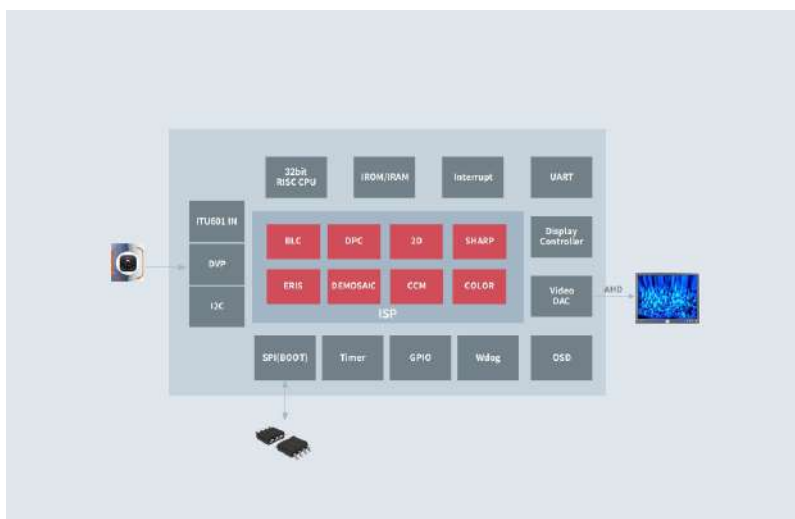 32bit
RISC CPU
IROM/IRAM
Interrupt
UART
ITU601 IN
DVP
I2C
BLC
DPC
2D
SHARP
ERIS
DEMOSAIC
CCM
COLOR
ISP
Display
Controller
Video
DAC
AHD
SPI(BOOT)
Timer
GPIO
Wdog
OSD